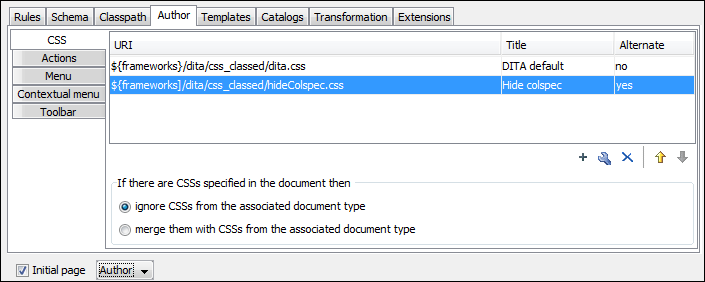 Rules Schema Classpath Author Templates Catalogs Transformation Extensions
CSS
Actions
Menu
Contextual menu
Toolbar
URI Title Alternate
${frameworks}/dita/css_classed/dita.css DITA default no
${frameworks]/dita/css_classed/hideColspec.css Hide colspec yes
If there are CSSs specified in the document then
ignore CSSs from the associated document type
merge them with CSSs from the associated document type
Initial page Author